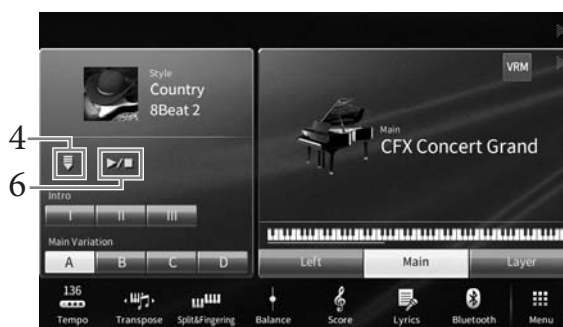 4
6
Style
Country
8Beat 2
Intro
I II III
Main Variation
A B C D
VRM
Main
CFX Concert Grand
Left Main Layer
136
Tempo Transpose Split&Fingering Balance Score Lyrics Bluetooth Menu